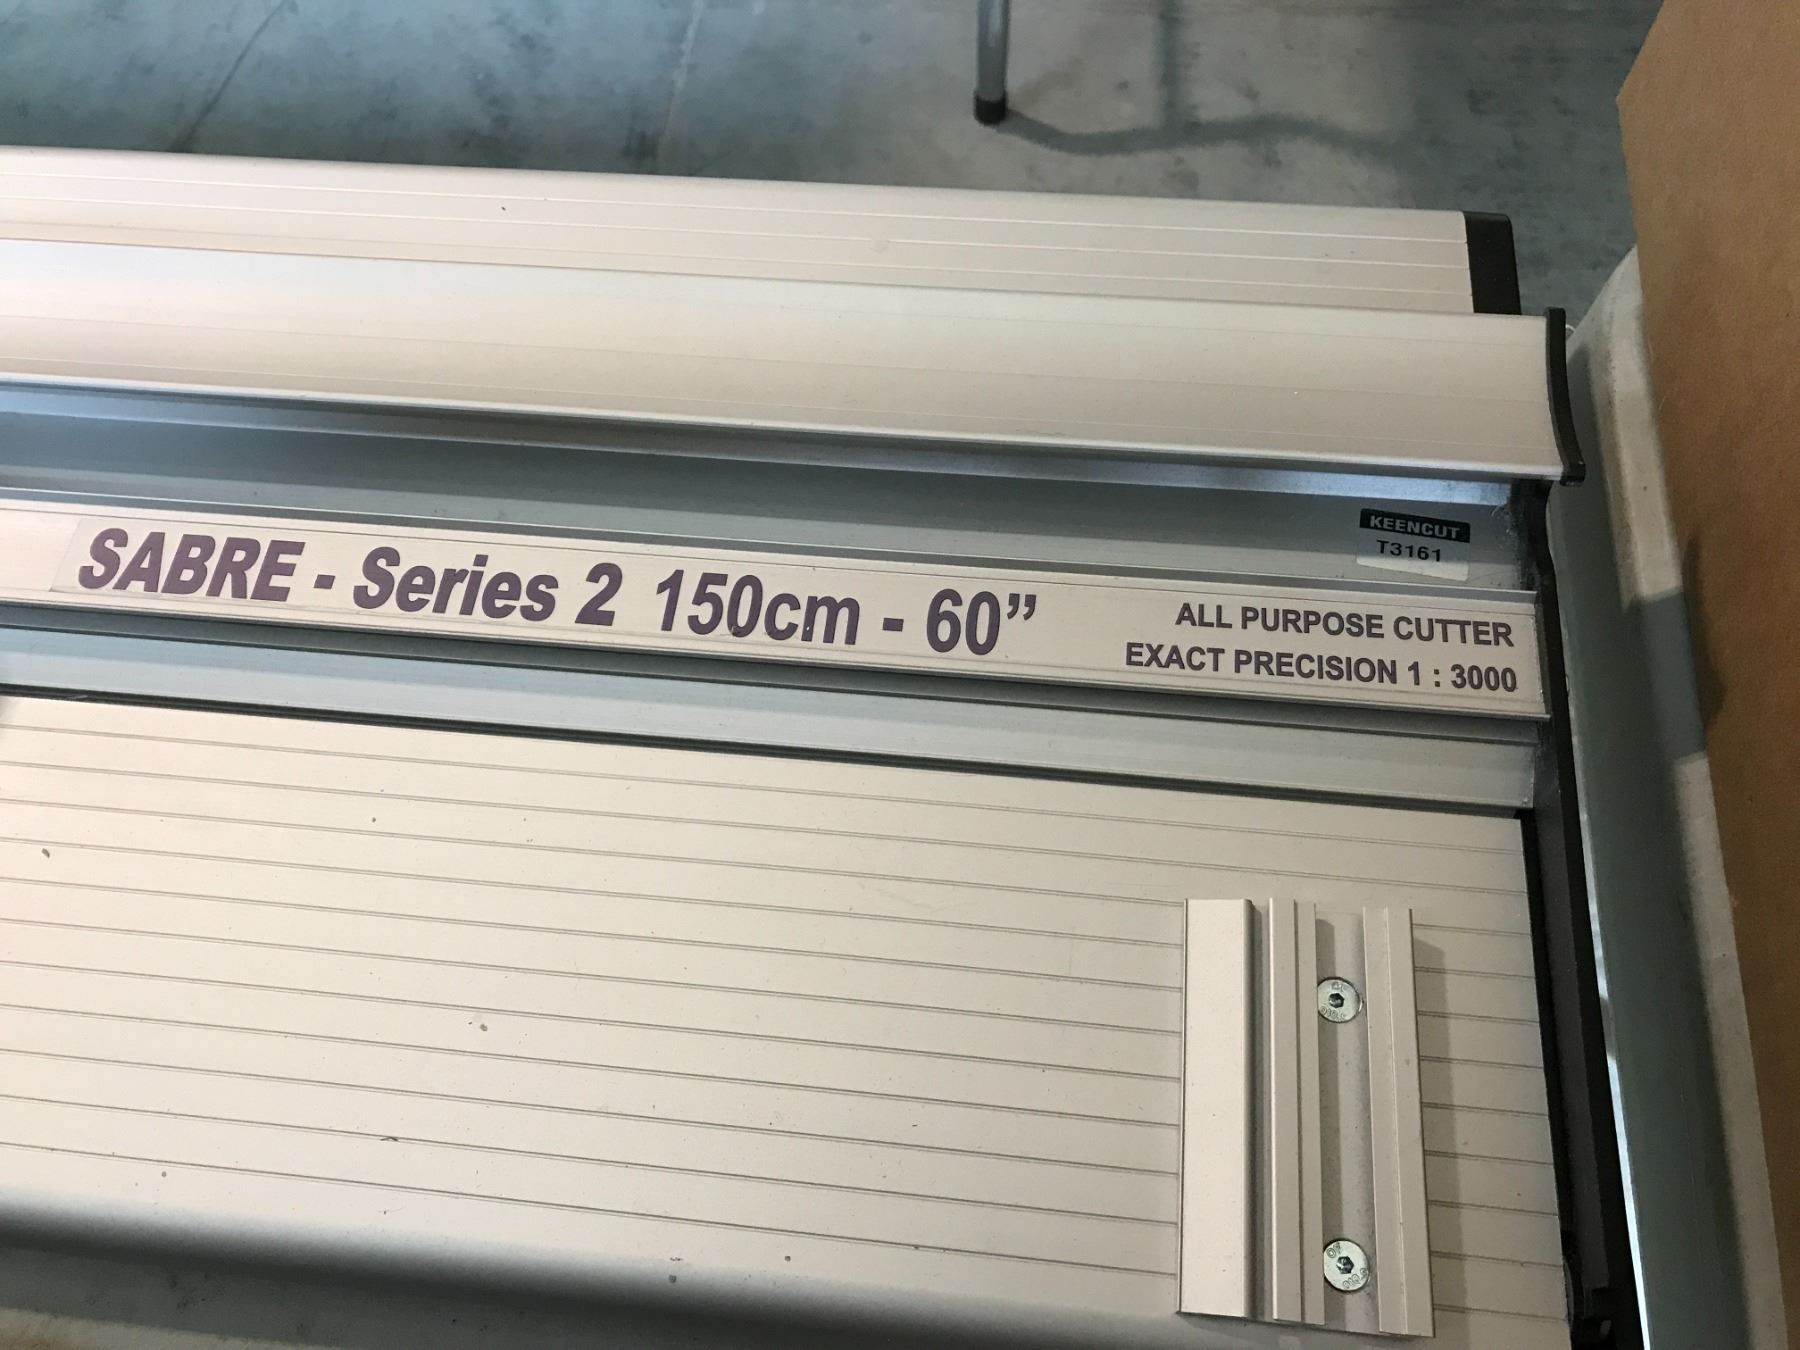 KEENCUT
T3161
SABRE - Series 2 150cm - 60”
ALL PURPOSE CUTTER
EXACT PRECISION 1 : 3000